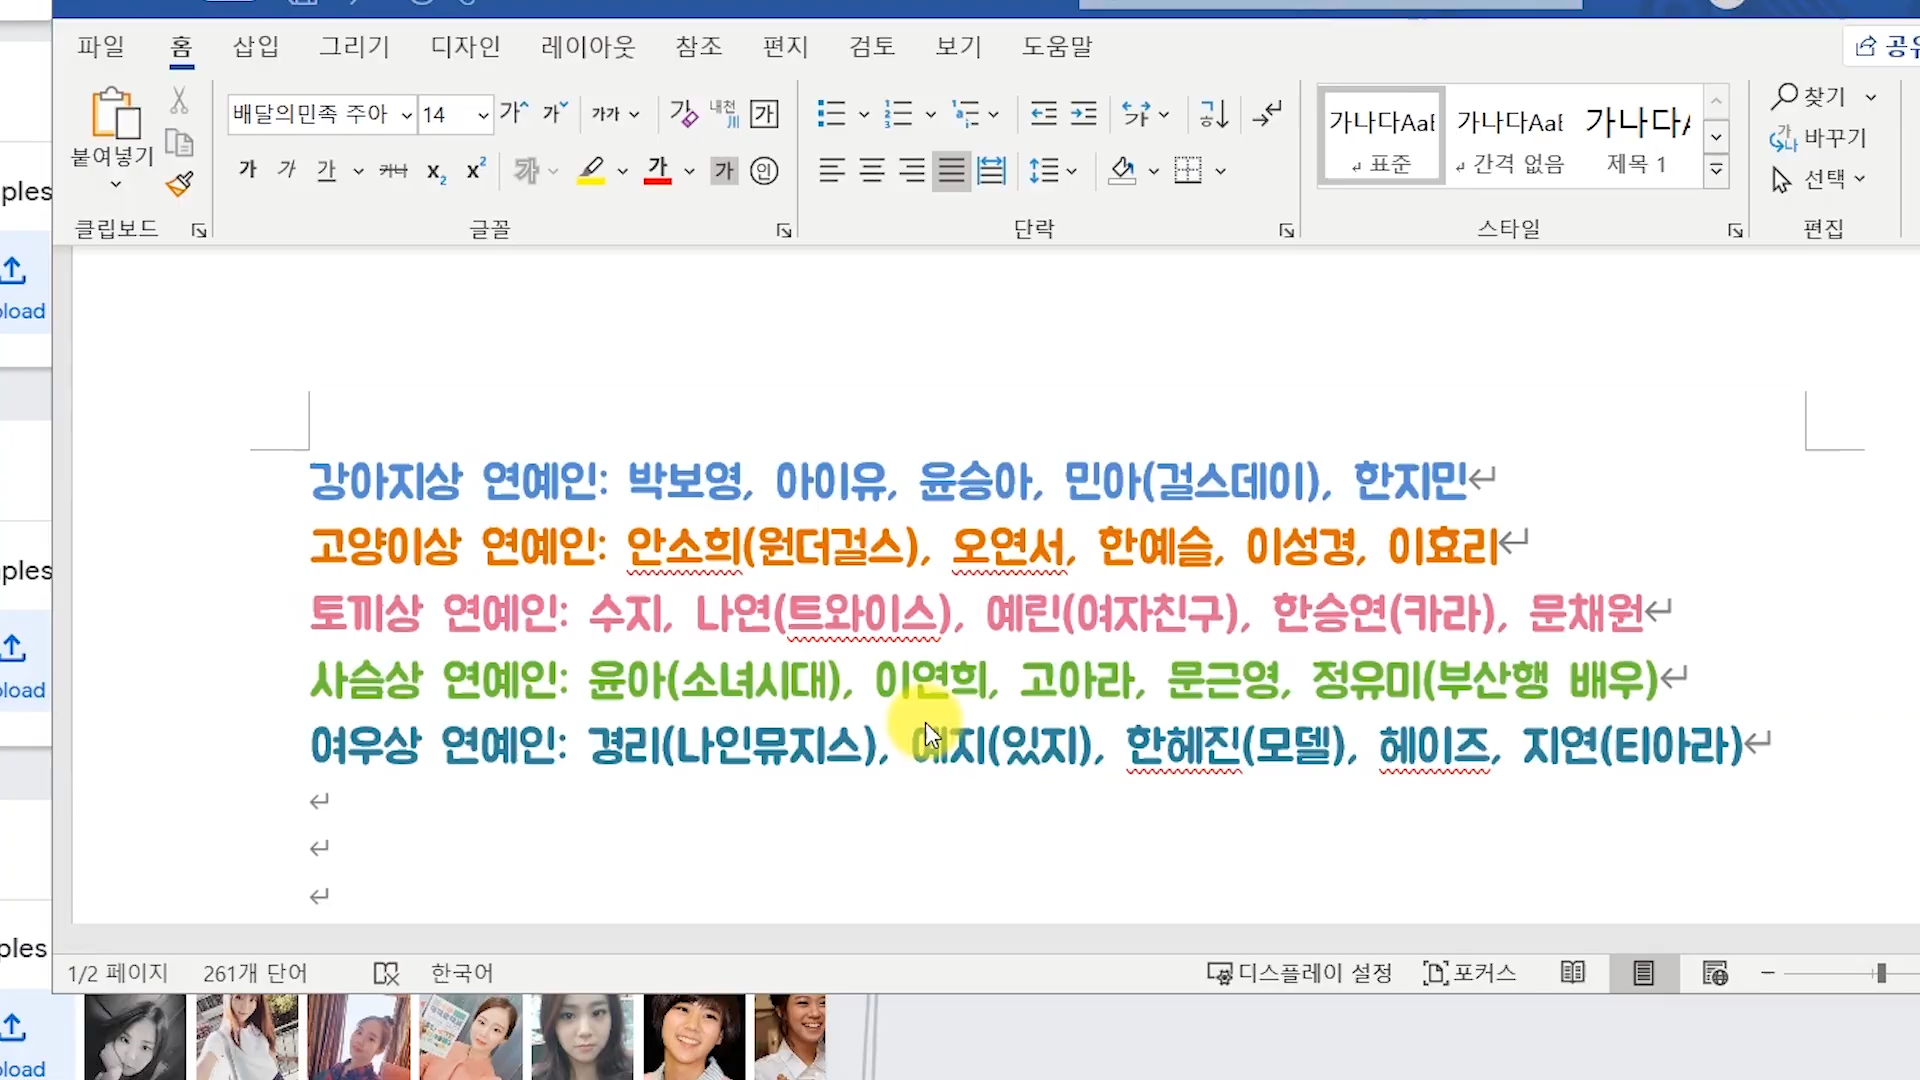 파일 홈 삽입 그리기 디자인 레이아웃 참조 편지 검토 보기 도움말
붙여넣기
클립보드
배달의민족 주아 14
가 가 가가 가 내천 가
가 가 가 가나 x₂ x² 가 가 가 인
글꼴
단락
가나다AaB 가나다AaB 가나다A
표준 간격 없음 제목 1
스타일
찾기
바꾸기
선택
편집
강아지상 연예인: 박보영, 아이유, 윤승아, 민아(걸스데이), 한지민
고양이상 연예인: 안소희(원더걸스), 오연서, 한예슬, 이성경, 이효리
토끼상 연예인: 수지, 나연(트와이스), 예린(여자친구), 한승연(카라), 문채원
사슴상 연예인: 윤아(소녀시대), 이연희, 고아라, 문근영, 정유미(부산행 배우)
여우상 연예인: 경리(나인뮤지스), 예지(있지), 한혜진(모델), 헤이즈, 지연(티아라)
1/2 페이지 261개 단어 한국어 디스플레이 설정 포커스
ples
load
ples
load
ples
load